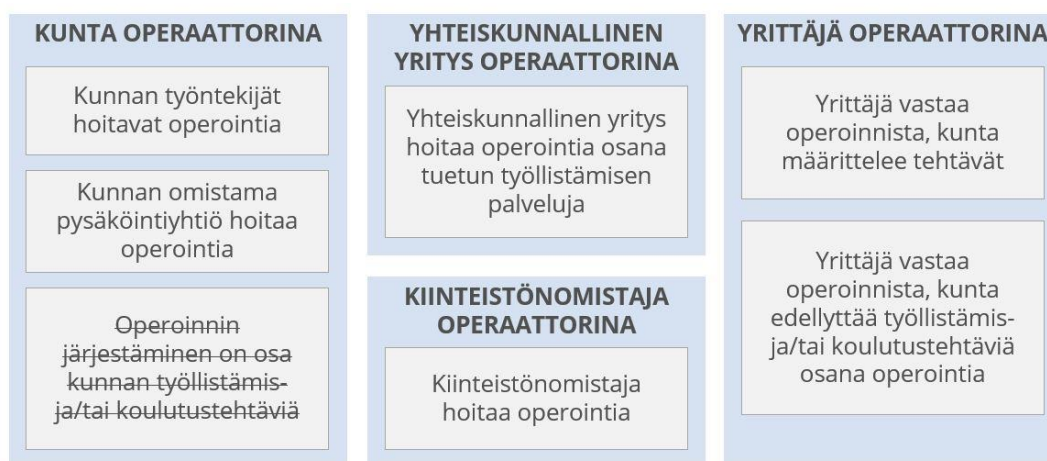 KUNTA OPERAATTORINA
Kunnan työntekijät
hoitavat operointia
Kunnan omistama
pysäköintiyhtiö hoitaa
operointia
Operoinnin
järjestäminen on osa
kunnan työllistämis-
ja/tai koulutustehtäviä
YHTEISKUNNALLINEN
YRITYS OPERAATTORINA
Yhteiskunnallinen yritys
hoitaa operointia osana
tuetun työllistämisen
palveluja
KIINTEISTÖNOMISTAJA
OPERAATTORINA
Kiinteistönomistaja
hoitaa operointia
YRITTÄJÄ OPERAATTORINA
Yrittäjä vastaa
operoinnista, kunta
määrittelee tehtävät
Yrittäjä vastaa
operoinnista, kunta
edellyttää työllistämis-
ja/tai koulutustehtäviä
osana operointia